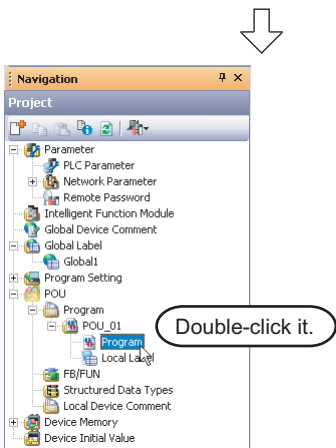 Navigation
Project
Parameter
PLC Parameter
Network Parameter
Remote Password
Intelligent Function Module
Global Device Comment
Global Label
Global1
Program Setting
POU
Program
POU_01
Double-click it.
Program
Local Label
FB/FUN
Structured Data Types
Local Device Comment
Device Memory
Device Initial Value